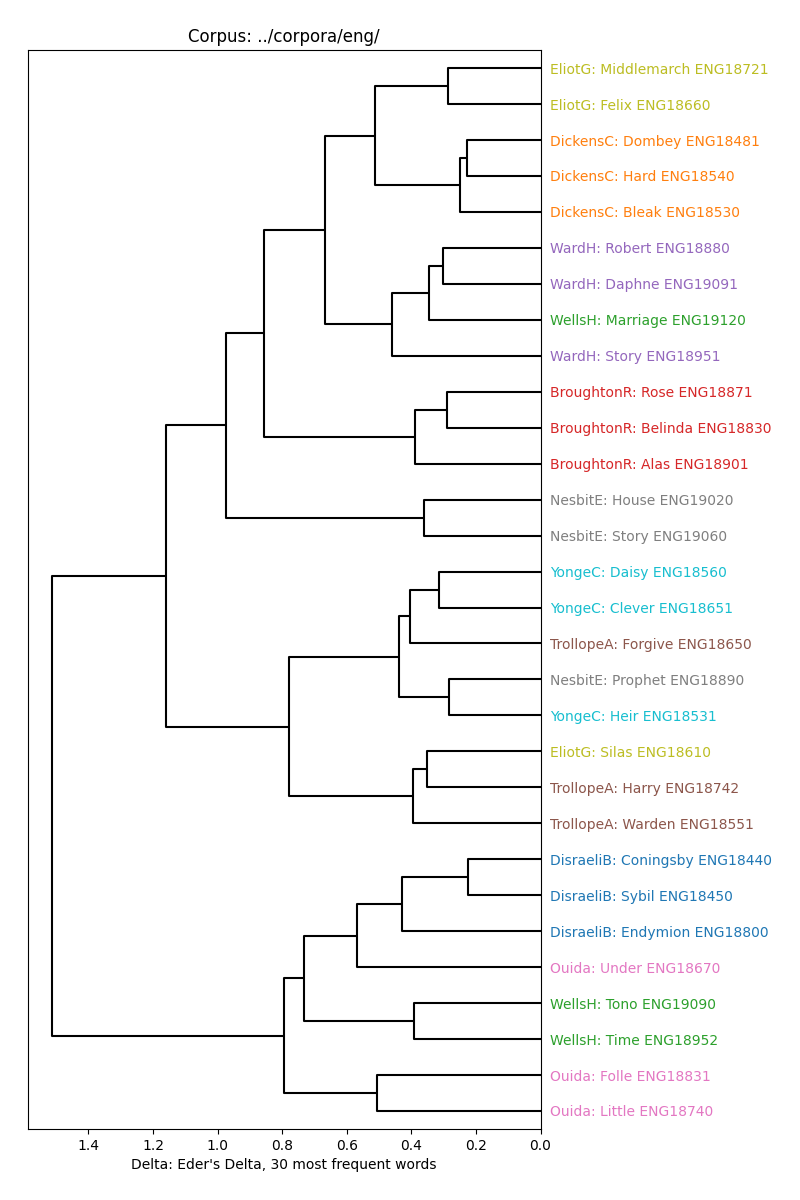 Corpus: ../corpora/eng/
EliotG: Middlemarch ENG18721
EliotG: Felix ENG18660
DickensC: Dombey ENG18481
DickensC: Hard ENG18540
DickensC: Bleak ENG18530
WardH: Robert ENG18880
WardH: Daphne ENG19091
WellsH: Marriage ENG19120
WardH: Story ENG18951
BroughtonR: Rose ENG18871
BroughtonR: Belinda ENG18830
BroughtonR: Alas ENG18901
NesbitE: House ENG19020
NesbitE: Story ENG19060
YongeC: Daisy ENG18560
YongeC: Clever ENG18651
TrollopeA: Forgive ENG18650
NesbitE: Prophet ENG18890
YongeC: Heir ENG18531
EliotG: Silas ENG18610
TrollopeA: Harry ENG18742
TrollopeA: Warden ENG18551
DisraeliB: Coningsby ENG18440
DisraeliB: Sybil ENG18450
DisraeliB: Endymion ENG18800
Ouida: Under ENG18670
WellsH: Tono ENG19090
WellsH: Time ENG18952
Ouida: Folle ENG18831
Ouida: Little ENG18740
1.4 1.2 1.0 0.8 0.6 0.4 0.2 0.0
Delta: Eder's Delta, 30 most frequent words